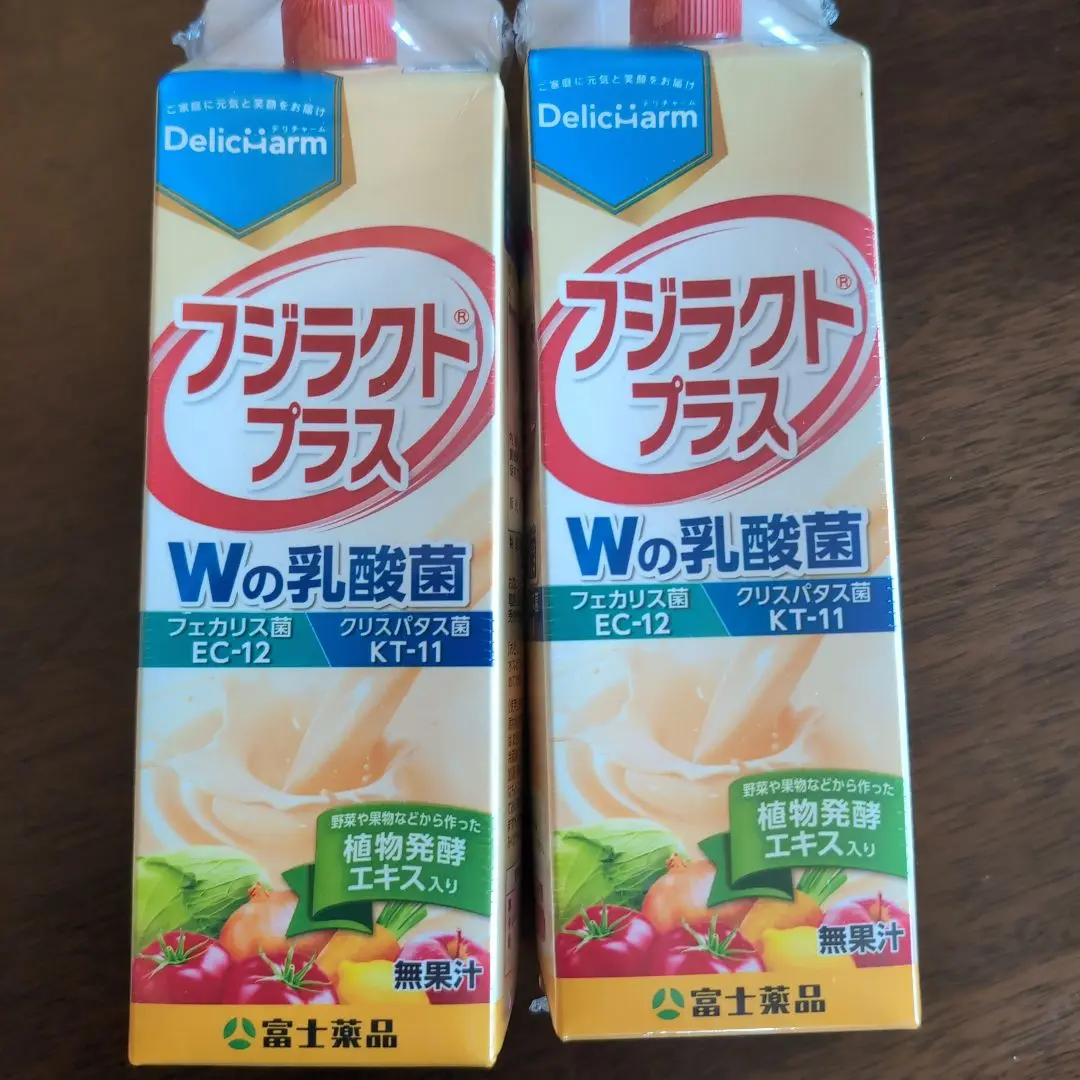 ご家庭に元気と笑顔をお届け
デリチャーム
DeliCharm
フジラクト®
プラス
Wの乳酸菌
フェカリス菌
EC-12
クリスパタス菌
KT-11
野菜や果物などから作った
植物発酵
エキス入り
無果汁
富士薬品
ご家庭に元気と笑顔をお届け
デリチャーム
DeliCharm
フジラクト®
プラス
Wの乳酸菌
フェカリス菌
EC-12
クリスパタス菌
KT-11
野菜や果物などから作った
植物発酵
エキス入り
無果汁
富士薬品